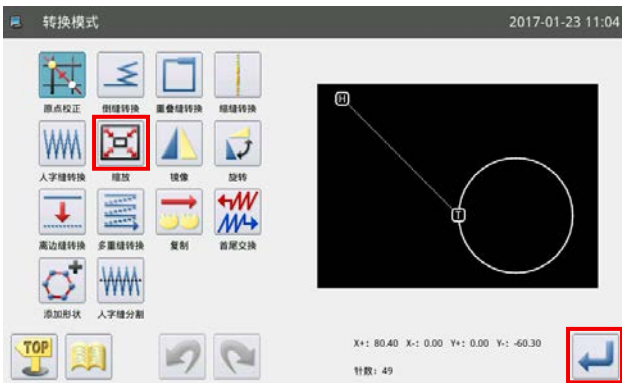 转换模式 2017-01-23 11:04
原点校正 倒缝转换 重叠缝转换 缩缝转换
H
人字缝转换 缩放 镜像 旋转
T
离边缝转换 多重缝转换 复制 首尾交换
添加形状 人字缝分割
TOP
X+: 80.40 X-: 0.00 Y+: 0.00 Y-: -60.30
针数: 49